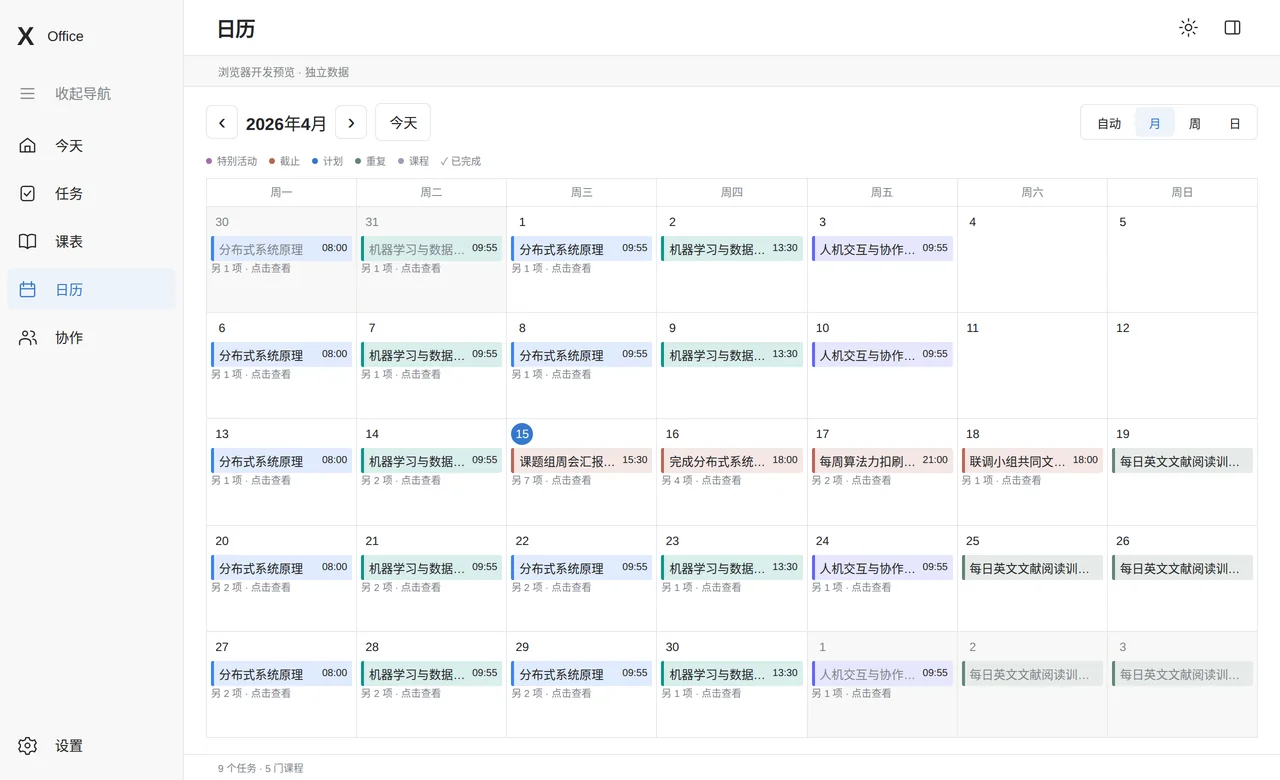 X Office
收起导航
今天
任务
课表
日历
协作
设置
日历
浏览器开发预览 · 独立数据
2026年4月
今天
自动 月 周 日
特别活动 截止 计划 重复 课程 ✓已完成
周一 周二 周三 周四 周五 周六 周日
30 31 1 2 3 4 5
分布式系统原理 08:00 机器学习与数据… 09:55 分布式系统原理 09:55 机器学习与数据… 13:30 人机交互与协作… 09:55
另 1 项 · 点击查看 另 1 项 · 点击查看 另 1 项 · 点击查看
6 7 8 9 10 11 12
分布式系统原理 08:00 机器学习与数据… 09:55 分布式系统原理 09:55 机器学习与数据… 13:30 人机交互与协作… 09:55
另 1 项 · 点击查看 另 1 项 · 点击查看 另 1 项 · 点击查看
13 14 15 16 17 18 19
分布式系统原理 08:00 机器学习与数据… 09:55 课题组周会汇报… 15:30 完成分布式系统… 18:00 每周算法力扣刷… 21:00 联调小组共同文… 18:00 每日英文文献阅读训…
另 1 项 · 点击查看 另 2 项 · 点击查看 另 7 项 · 点击查看 另 4 项 · 点击查看 另 2 项 · 点击查看 另 1 项 · 点击查看
20 21 22 23 24 25 26
分布式系统原理 08:00 机器学习与数据… 09:55 分布式系统原理 09:55 机器学习与数据… 13:30 人机交互与协作… 09:55 每日英文文献阅读训… 每日英文文献阅读训…
另 2 项 · 点击查看 另 2 项 · 点击查看 另 2 项 · 点击查看 另 1 项 · 点击查看 另 1 项 · 点击查看
27 28 29 30 1 2 3
分布式系统原理 08:00 机器学习与数据… 09:55 分布式系统原理 09:55 机器学习与数据… 13:30 人机交互与协作… 09:55 每日英文文献阅读训… 每日英文文献阅读训…
另 2 项 · 点击查看 另 2 项 · 点击查看 另 2 项 · 点击查看 另 1 项 · 点击查看 另 1 项 · 点击查看
9 个任务 · 5 门课程